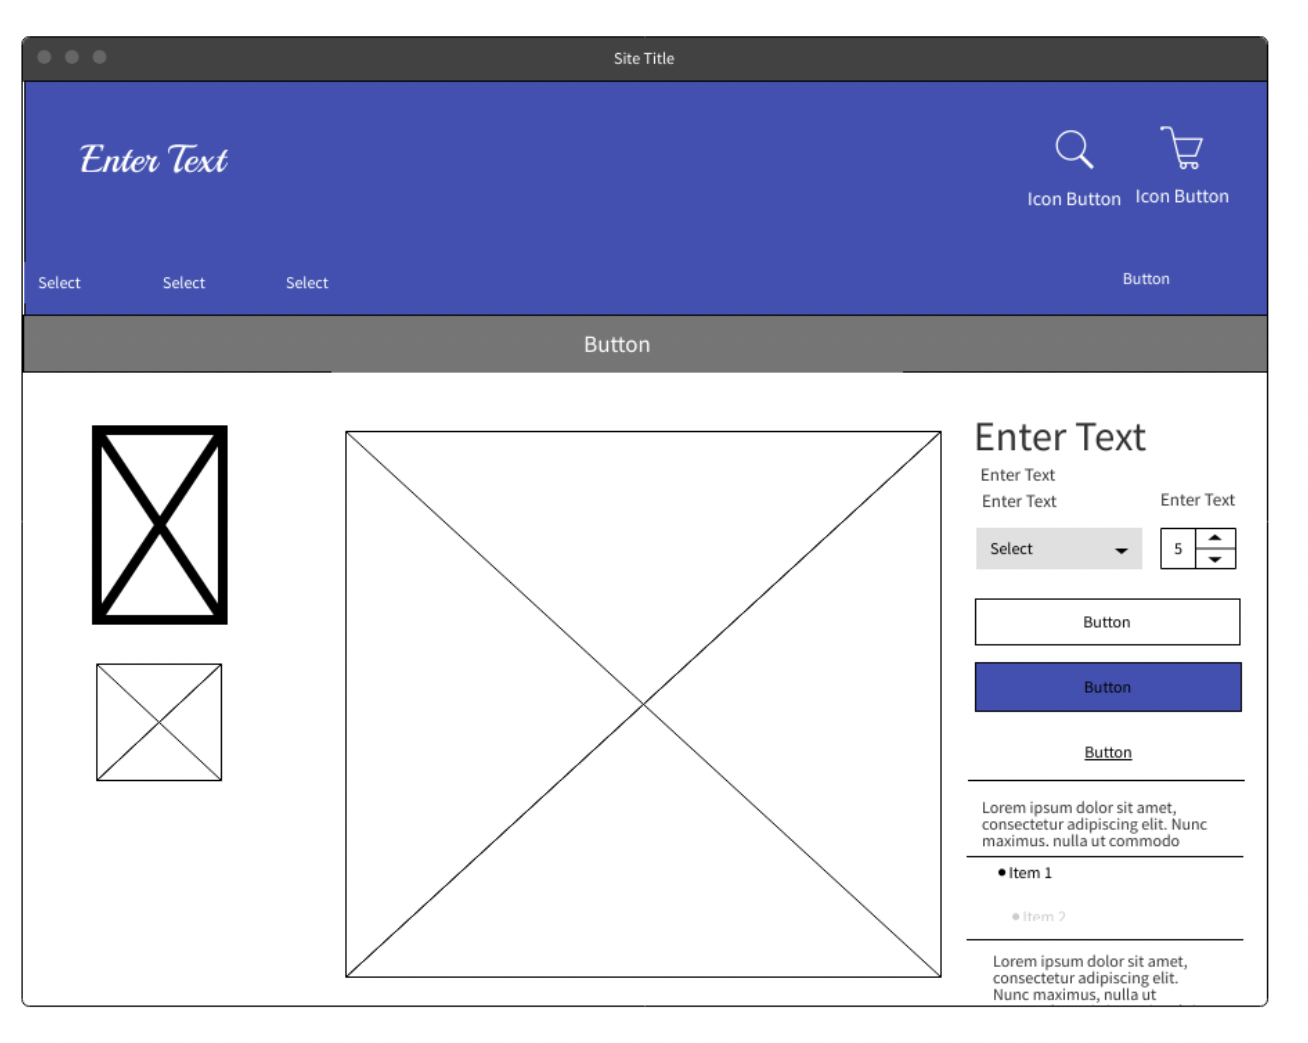 Site Title
Enter Text
Icon Button
Icon Button
Select
Select
Select
Button
Button
Enter Text
Enter Text
Enter Text
Enter Text
Select
5
Button
Button
Button
Lorem ipsum dolor sit amet,
consectetur adipiscing elit. Nunc
maximus. nulla ut commodo
Item 1
Item 2
Lorem ipsum dolor sit amet,
consectetur adipiscing elit.
Nunc maximus, nulla ut